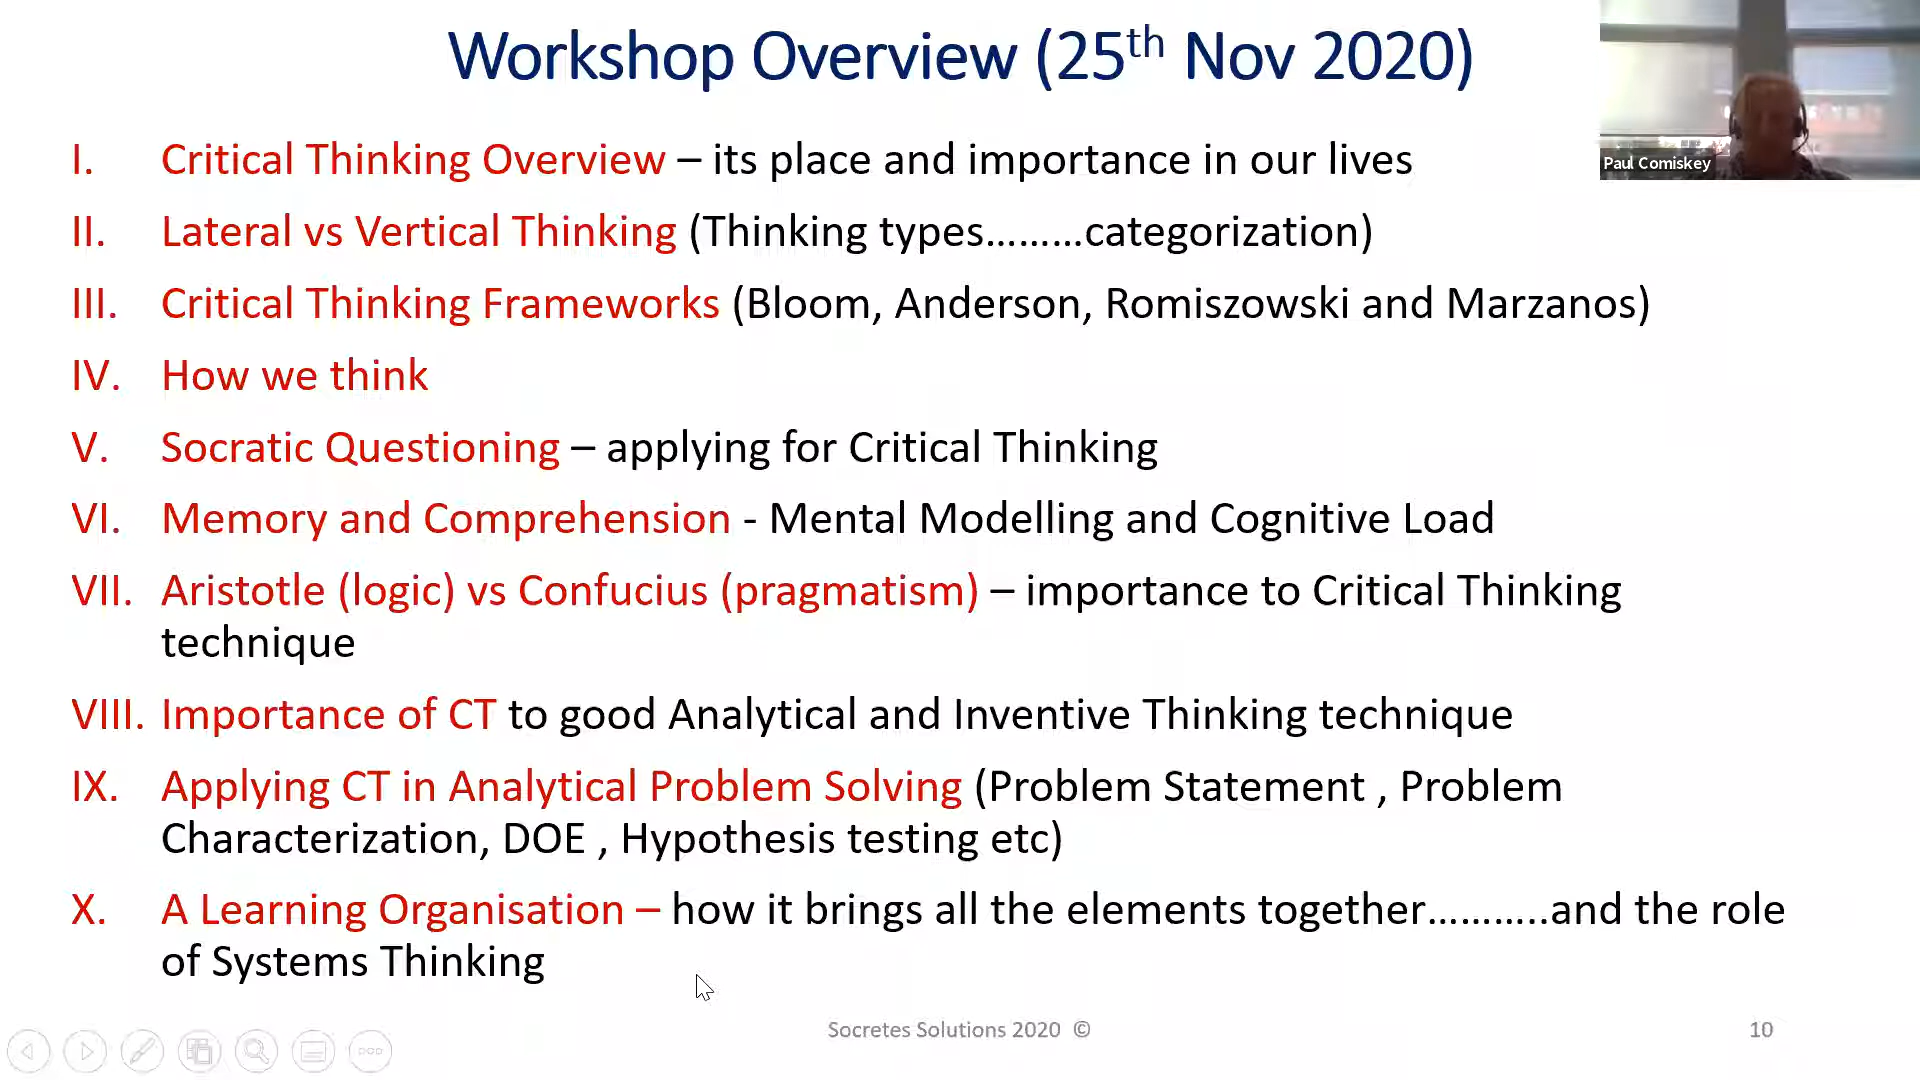 Workshop Overview (25th Nov 2020)
Paul Comiskey
I. Critical Thinking Overview – its place and importance in our lives
II. Lateral vs Vertical Thinking (Thinking types………categorization)
III. Critical Thinking Frameworks (Bloom, Anderson, Romiszowski and Marzanos)
IV. How we think
V. Socratic Questioning – applying for Critical Thinking
VI. Memory and Comprehension - Mental Modelling and Cognitive Load
VII. Aristotle (logic) vs Confucius (pragmatism) – importance to Critical Thinking
technique
VIII. Importance of CT to good Analytical and Inventive Thinking technique
IX. Applying CT in Analytical Problem Solving (Problem Statement , Problem
Characterization, DOE , Hypothesis testing etc)
X. A Learning Organisation – how it brings all the elements together………..and the role
of Systems Thinking
Socretes Solutions 2020 ©
10